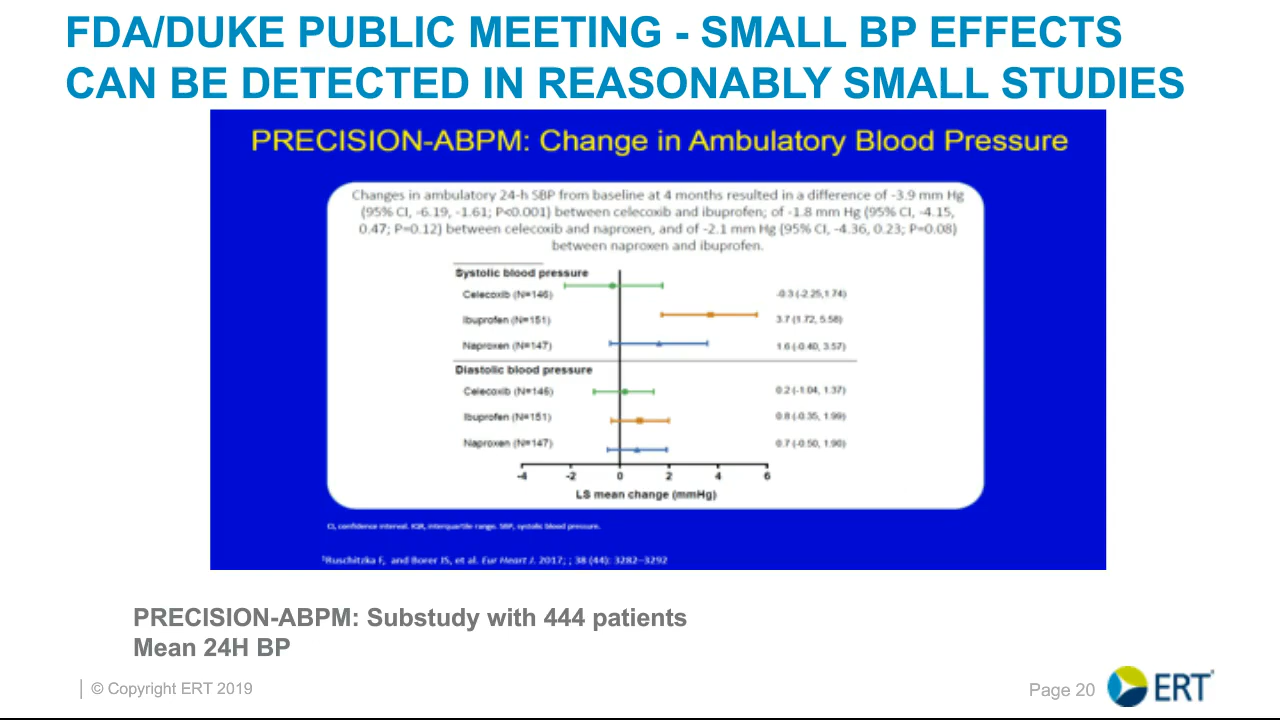 FDA/DUKE PUBLIC MEETING - SMALL BP EFFECTS
CAN BE DETECTED IN REASONABLY SMALL STUDIES
PRECISION-ABPM: Change in Ambulatory Blood Pressure
Changes in ambulatory 24-h SBP from baseline at 4 months resulted in a difference of -3.9 mm Hg
(95% CI, -6.19, -1.61; P<0.001) between celecoxib and ibuprofen; of -1.8 mm Hg (95% CI, -4.15,
0.47; P=0.12) between celecoxib and naproxen, and of -2.1 mm Hg (95% CI, -4.36, 0.23; P=0.08)
between naproxen and ibuprofen.
Systolic blood pressure
Celecoxib (N=146) -0.3 (-2.25,1.74)
Ibuprofen (N=151) 3.7 (1.72, 5.58)
Naproxen (N=147) 1.6 (-0.40, 3.57)
Diastolic blood pressure
Celecoxib (N=146) 0.2 (-1.04, 1.37)
Ibuprofen (N=151) 0.8 (-0.35, 1.99)
Naproxen (N=147) 0.7 (-0.50, 1.90)
-4 -2 0 2 4 6
LS mean change (mmHg)
CI, confidence interval. IQR, interquartile range. SBP, systolic blood pressure.
¹Ruschitzka F, and Borer JS, et al. Eur Heart J. 2017; ; 38 (44): 3282–3292
PRECISION-ABPM: Substudy with 444 patients
Mean 24H BP
© Copyright ERT 2019
Page 20
ERT